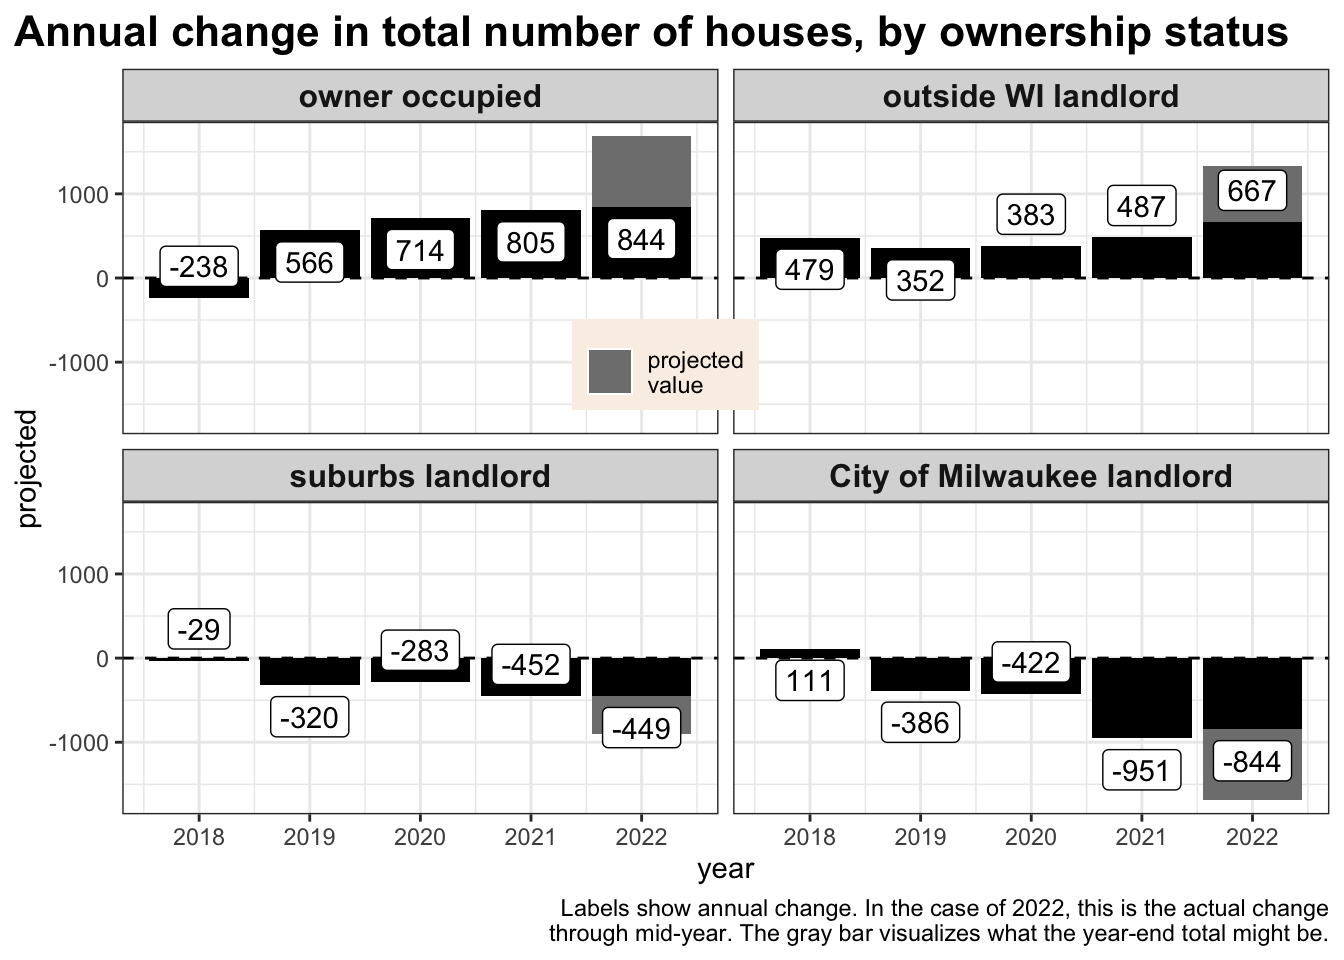 Annual change in total number of houses, by ownership status
owner occupied
outside WI landlord
1000
0
-1000
-238
566
714
805
844
479
352
383
487
667
projected
value
projected
suburbs landlord
City of Milwaukee landlord
1000
0
-1000
-29
-320
-283
-452
-449
111
-386
-422
-951
-844
2018 2019 2020 2021 2022
2018 2019 2020 2021 2022
year
Labels show annual change. In the case of 2022, this is the actual change
through mid-year. The gray bar visualizes what the year-end total might be.